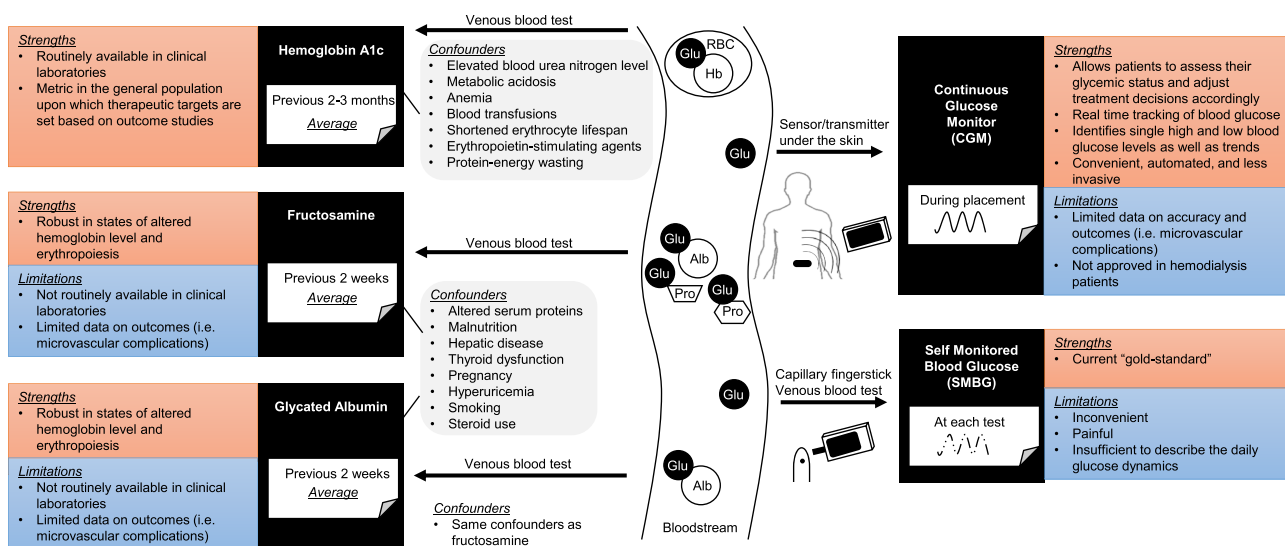 Strengths
• Routinely available in clinical
laboratories
• Metric in the general population
upon which therapeutic targets are
set based on outcome studies
Hemoglobin A1c
Previous 2-3 months
Average
Venous blood test
Confounders
• Elevated blood urea nitrogen level
• Metabolic acidosis
• Anemia
• Blood transfusions
• Shortened erythrocyte lifespan
• Erythropoietin-stimulating agents
• Protein-energy wasting
Strengths
• Robust in states of altered
hemoglobin level and
erythropoiesis
Limitations
• Not routinely available in clinical
laboratories
• Limited data on outcomes (i.e.
microvascular complications)
Fructosamine
Previous 2 weeks
Average
Venous blood test
Confounders
• Altered serum proteins
• Malnutrition
• Hepatic disease
• Thyroid dysfunction
• Pregnancy
• Hyperuricemia
• Smoking
• Steroid use
Strengths
• Robust in states of altered
hemoglobin level and
erythropoiesis
Limitations
• Not routinely available in clinical
laboratories
• Limited data on outcomes (i.e.
microvascular complications)
Glycated Albumin
Previous 2 weeks
Average
Venous blood test
Confounders
• Same confounders as
fructosamine
Glu
RBC
Hb
Glu
Glu
Alb
Glu
Pro
Glu
Pro
Glu
Glu
Alb
Bloodstream
Sensor/transmitter
under the skin
Continuous
Glucose
Monitor
(CGM)
During placement
Strengths
• Allows patients to assess their
glycemic status and adjust
treatment decisions accordingly
• Real time tracking of blood glucose
• Identifies single high and low blood
glucose levels as well as trends
• Convenient, automated, and less
invasive
Limitations
• Limited data on accuracy and
outcomes (i.e. microvascular
complications)
• Not approved in hemodialysis
patients
Capillary fingerstick
Venous blood test
Self Monitored
Blood Glucose
(SMBG)
At each test
Strengths
• Current “gold-standard”
Limitations
• Inconvenient
• Painful
• Insufficient to describe the daily
glucose dynamics